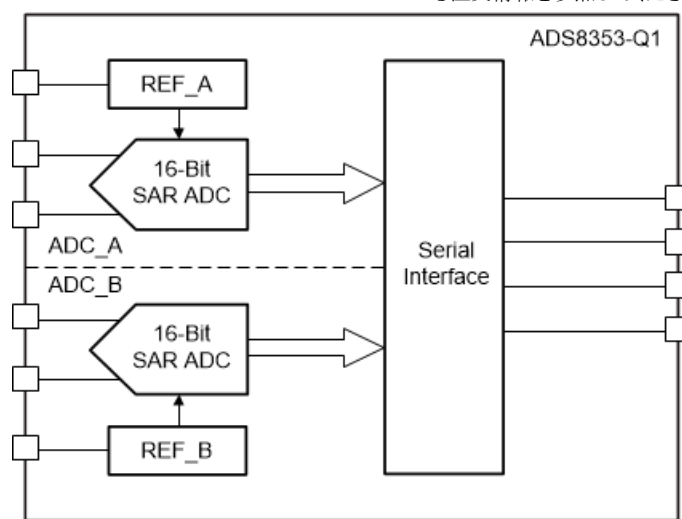 ADS8353-Q1
REF_A
16-Bit
SAR ADC
ADC_A
ADC_B
16-Bit
SAR ADC
REF_B
Serial
Interface